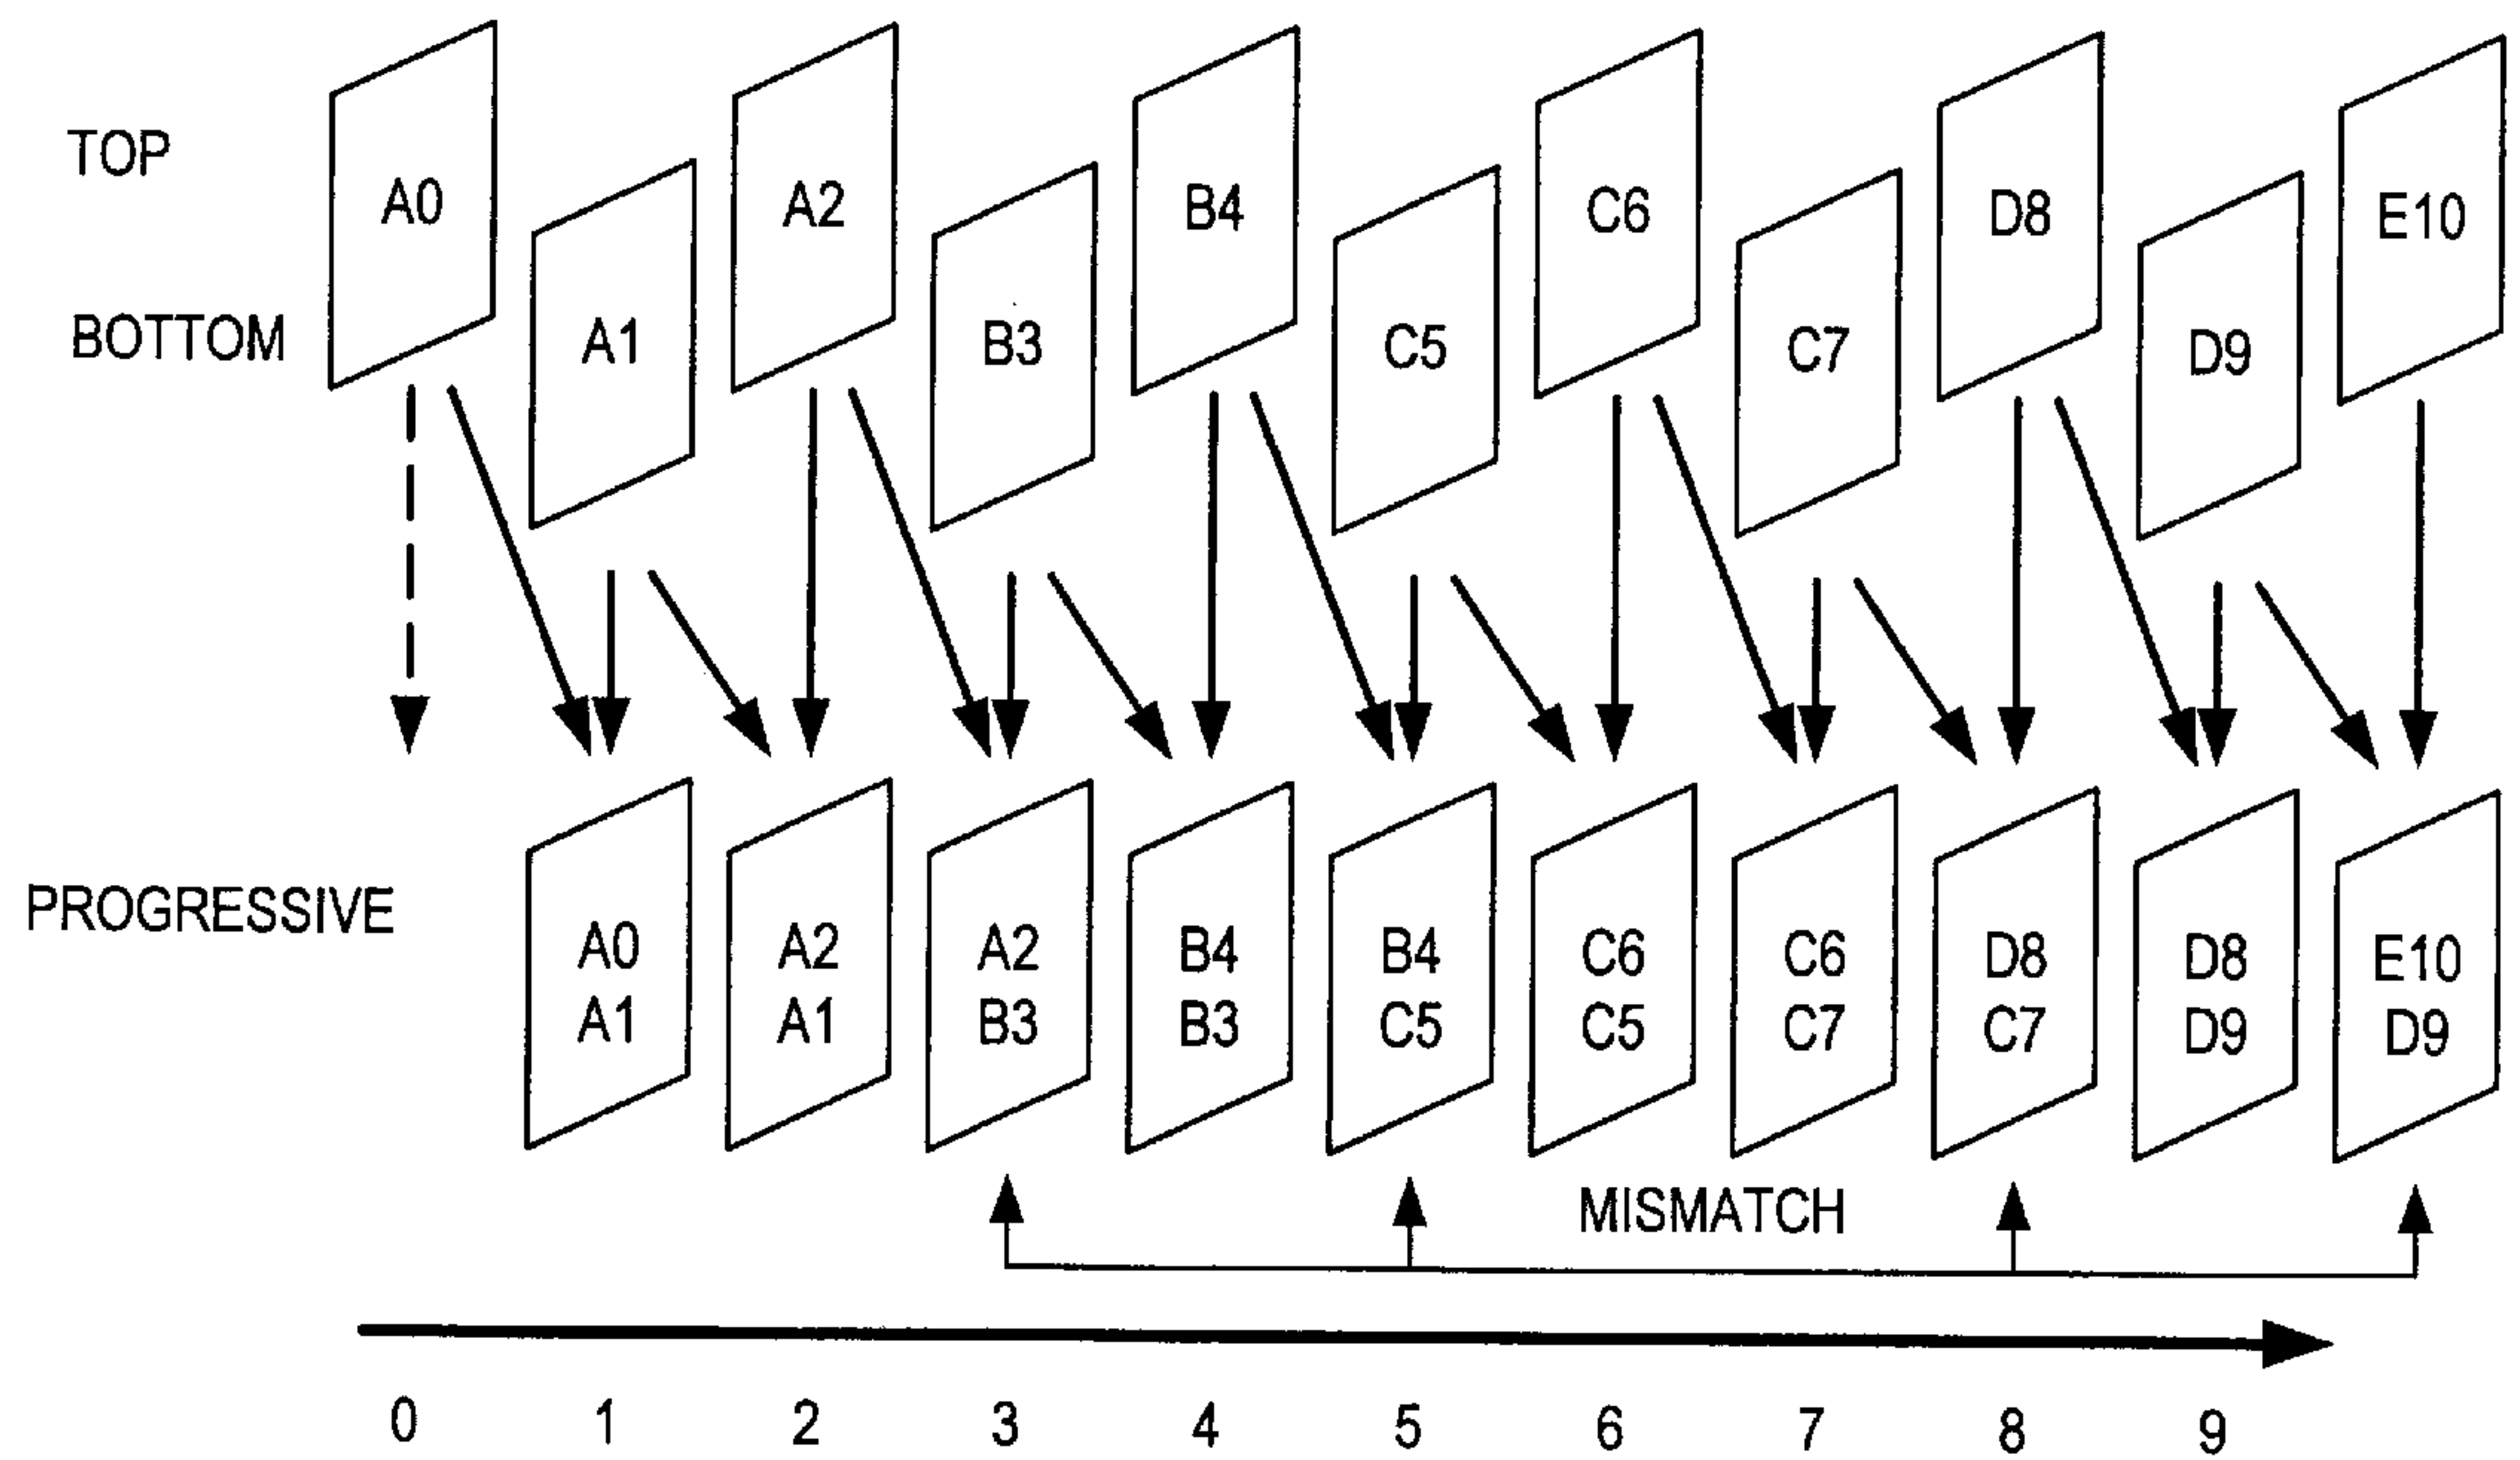 TOP
A0 A2 B4 C6 D8 E10
BOTTOM
A1 B3 C5 C7 D9
PROGRESSIVE
A0 A2 A2 B4 B4 C6 C6 D8 D8 E10
A1 A1 B3 B3 C5 C5 C7 C7 D9 D9
MISMATCH
0 1 2 3 4 5 6 7 8 9